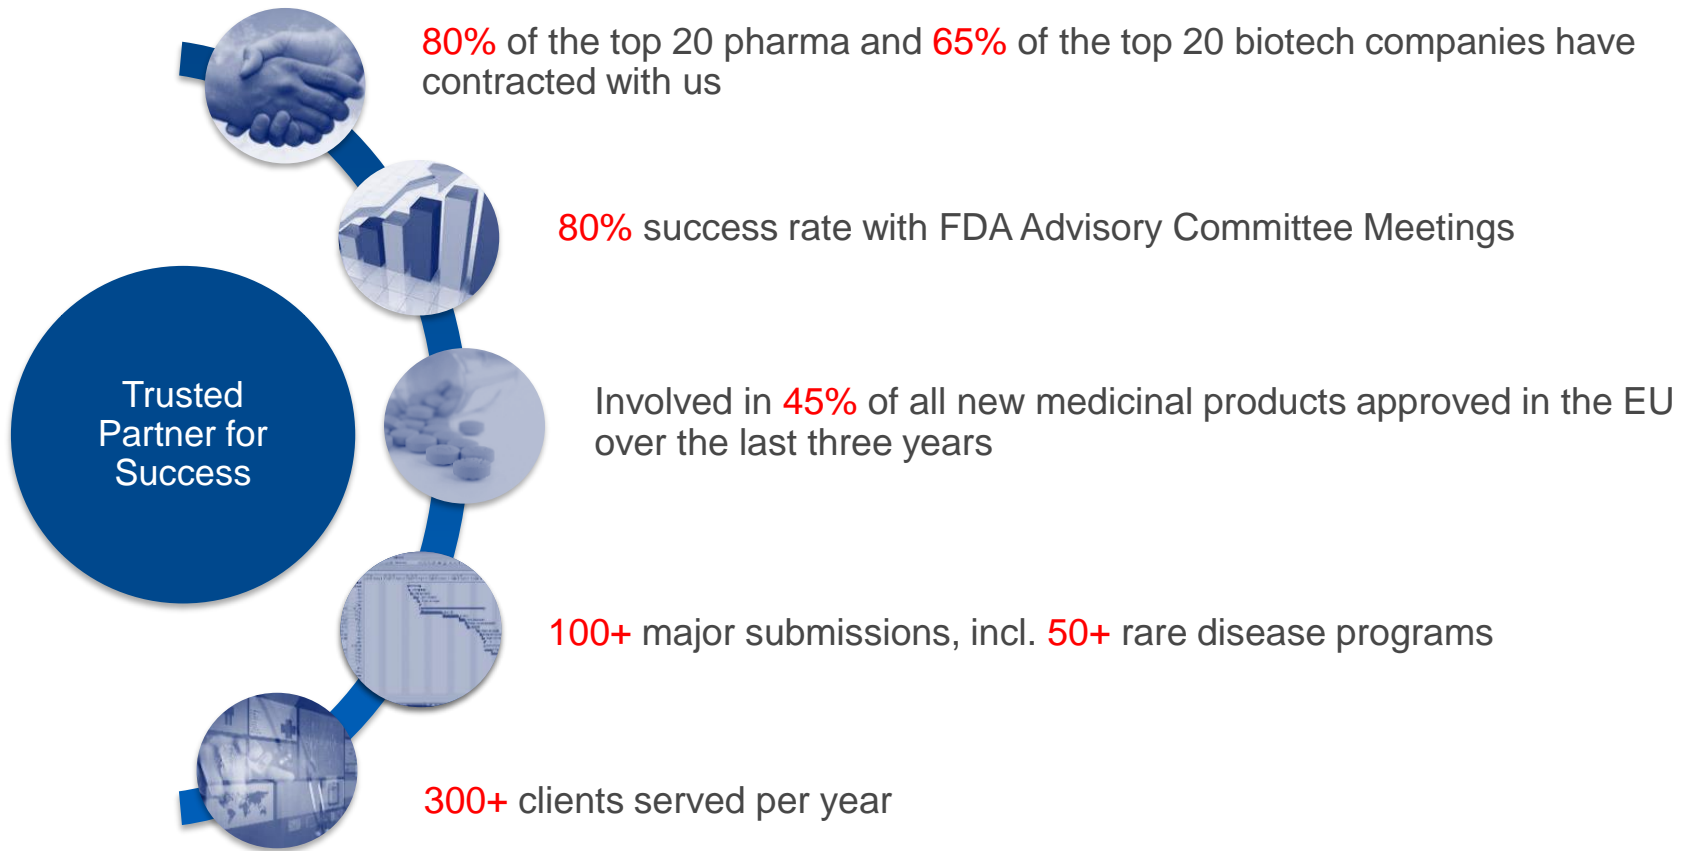 80% of the top 20 pharma and 65% of the top 20 biotech companies have
contracted with us
80% success rate with FDA Advisory Committee Meetings
Trusted
Partner for
Success
Involved in 45% of all new medicinal products approved in the EU
over the last three years
100+ major submissions, incl. 50+ rare disease programs
300+ clients served per year